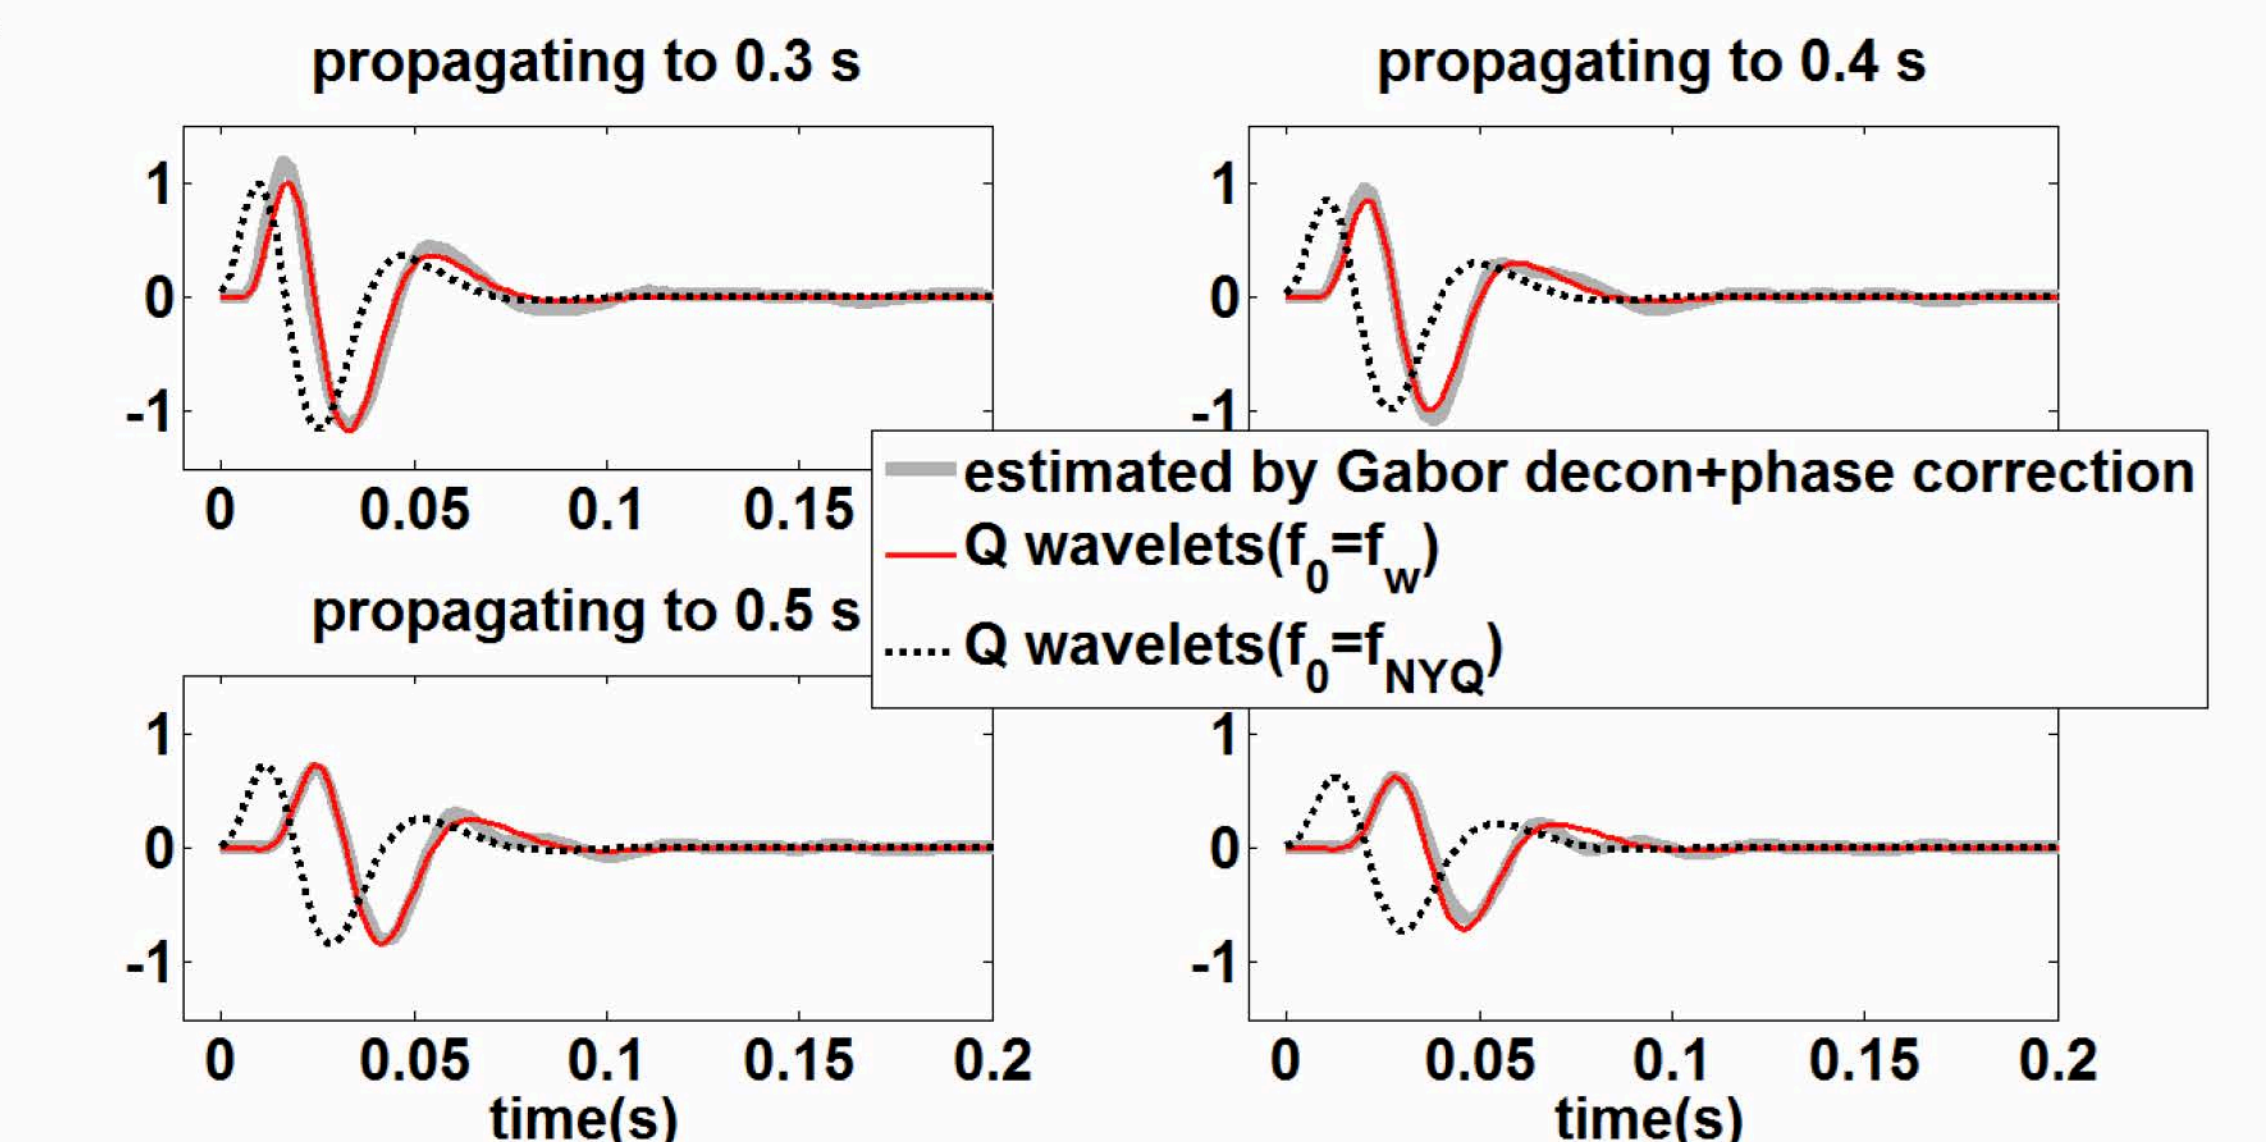 propagating to 0.3 s
propagating to 0.4 s
1
0
-1
0 0.05 0.1 0.15
1
0
-1
estimated by Gabor decon+phase correction
Q wavelets(f0=fw)
Q wavelets(f0=fNYQ)
propagating to 0.5 s
1
0
-1
0 0.05 0.1 0.15 0.2
time(s)
1
0
-1
0 0.05 0.1 0.15 0.2
time(s)